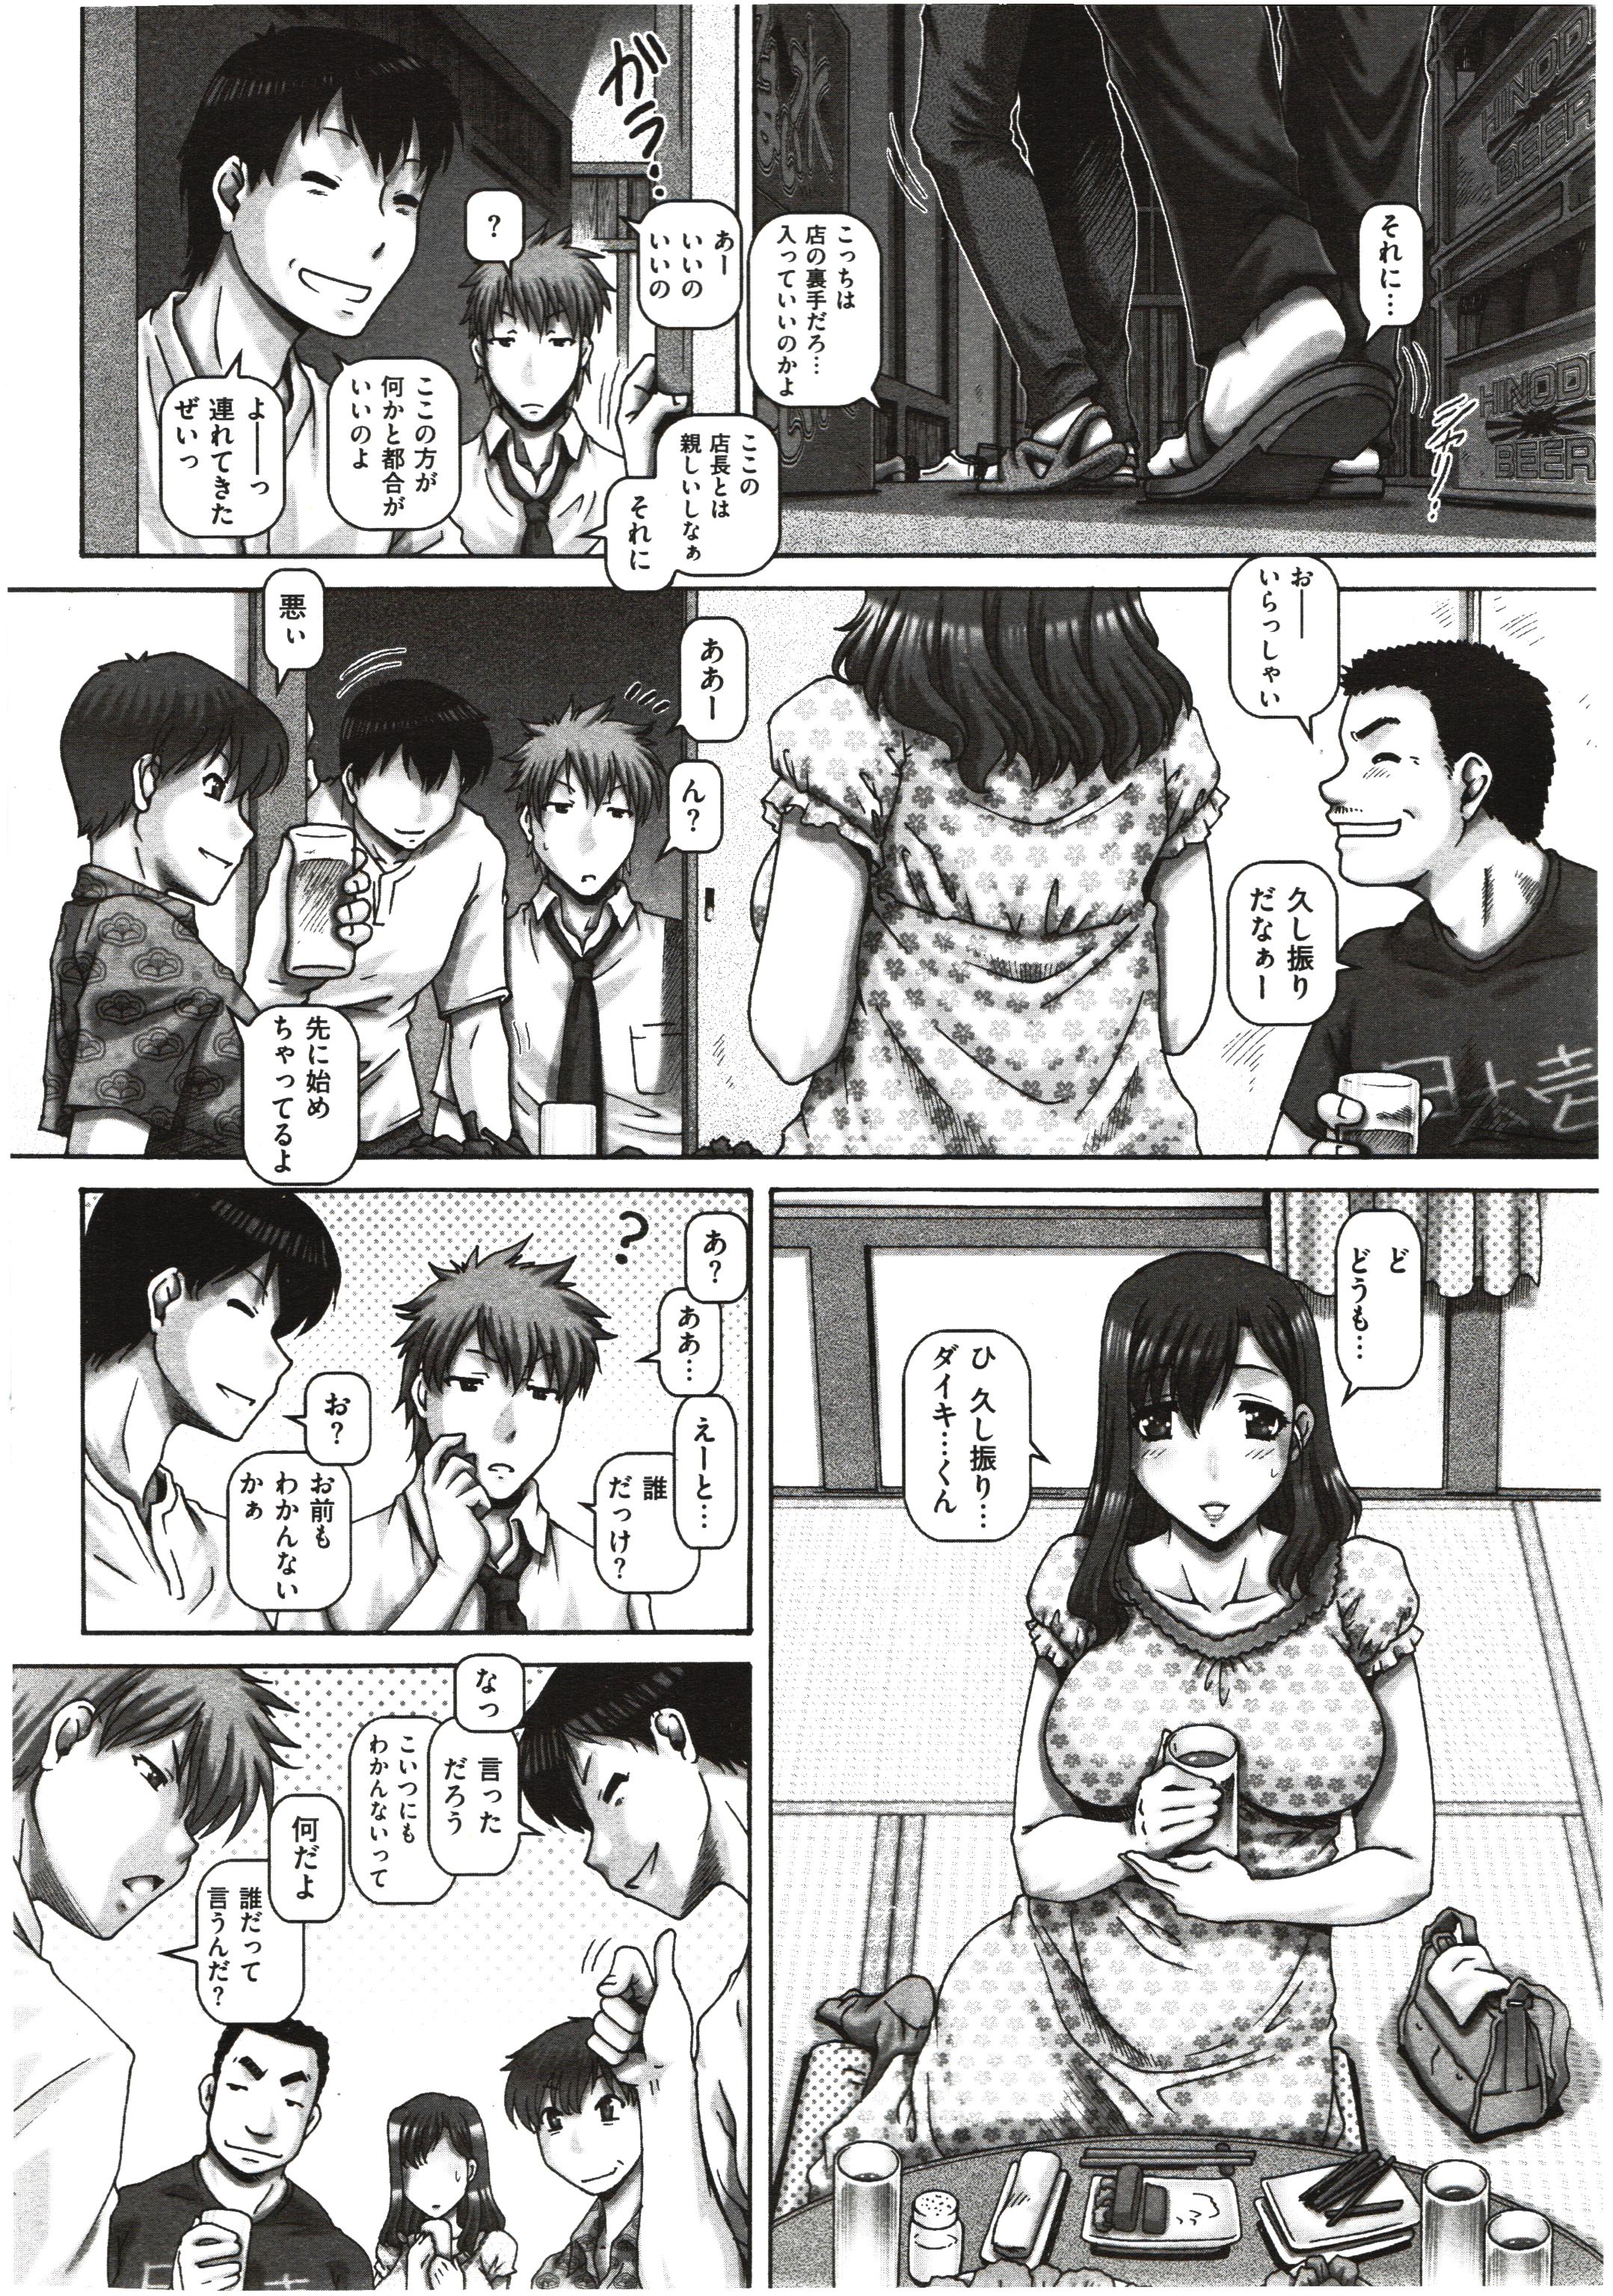 それに…
ジャリ…
HINODE
BEER
HINODE
BEER
こっちは
店の裏手だろ…
入っていいのかよ
ガラ…
あー
いいの
いいの
?
ここの
店長とは
親しいしなぁ
それに
ここの方が
何かと都合が
いいのよ
よ――っ
連れてきた
ぜぃっ
おー――
いらっしゃい
久し振り
だなぁー
ああー
ん?
悪ぃ
先に始め
ちゃってるよ
ど
どうも…
ひ 久し振り…
ダイキ…くん
?
あ?
ああ…
えーと…
誰
だっけ?
お?
お前も
わかんない
かぁ
なっ
言った
だろう
こいつにも
わかんないって
何だよ
誰だって
言うんだ?